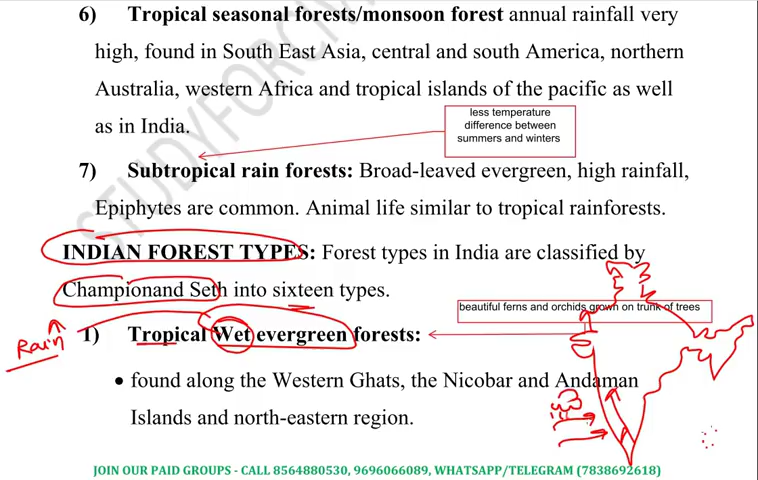 6) Tropical seasonal forests/monsoon forest annual rainfall very
high, found in South East Asia, central and south America, northern
Australia, western Africa and tropical islands of the pacific as well
as in India.
less temperature
difference between
summers and winters
7) Subtropical rain forests: Broad-leaved evergreen, high rainfall,
Epiphytes are common. Animal life similar to tropical rainforests.
INDIAN FOREST TYPES: Forest types in India are classified by
Championand Seth into sixteen types.
beautiful ferns and orchids grown on trunk of trees
Rain
1) Tropical Wet evergreen forests:
• found along the Western Ghats, the Nicobar and Andaman
Islands and north-eastern region.
JOIN OUR PAID GROUPS - CALL 8564880530, 9696066089, WHATSAPP/TELEGRAM (7838692618)